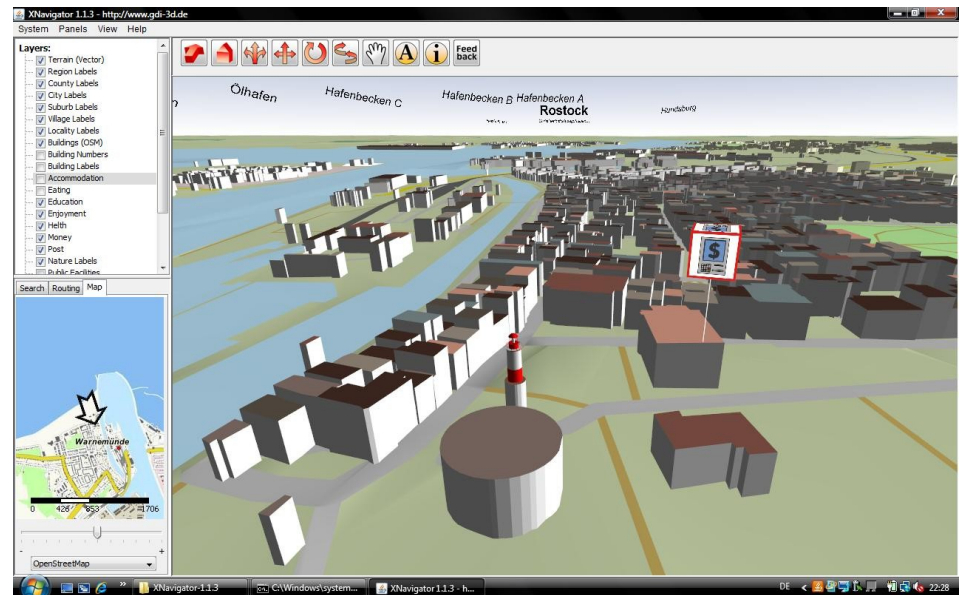 XNavigator 1.1.3 - http://www.gdi-3d.de
System Panels View Help
Layers:
Terrain (Vector)
Region Labels
County Labels
City Labels
Suburb Labels
Village Labels
Locality Labels
Buildings (OSM)
Building Numbers
Building Labels
Accommodation
Eating
Education
Enjoyment
Helth
Money
Post
Nature Labels
Public Facilities
A i Feed
back
Ölhafen Hafenbecken C Hafenbecken B Hafenbecken A
Rostock
Hundsburg
$
Search Routing Map
Warnemünde
0 426 853 1706
- +
OpenStreetMap
XNavigator-1.1.3 C:\Windows\system... XNavigator 1.1.3 - h... DE 22:28